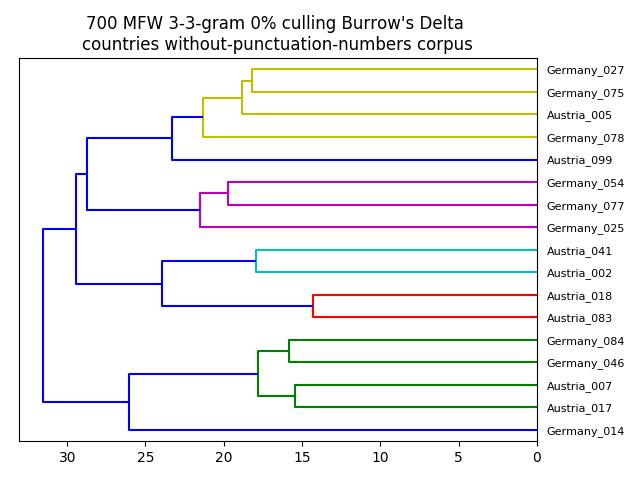 700 MFW 3-3-gram 0% culling Burrow's Delta
countries without-punctuation-numbers corpus
Germany_027
Germany_075
Austria_005
Germany_078
Austria_099
Germany_054
Germany_077
Germany_025
Austria_041
Austria_002
Austria_018
Austria_083
Germany_084
Germany_046
Austria_007
Austria_017
Germany_014
30 25 20 15 10 5 0